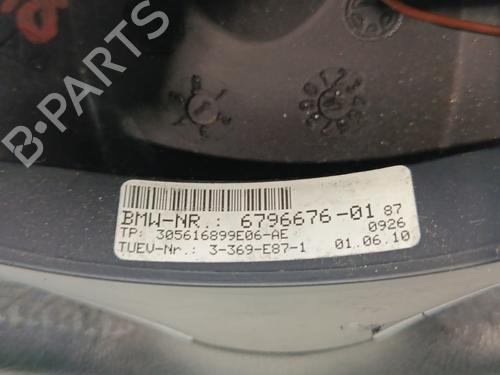 BMW-NR.: 6796676-01 87
TP: 305616899E06-AE 0926
TUEV-Nr.: 3-369-E87-1 01.06.10
B-PARTS